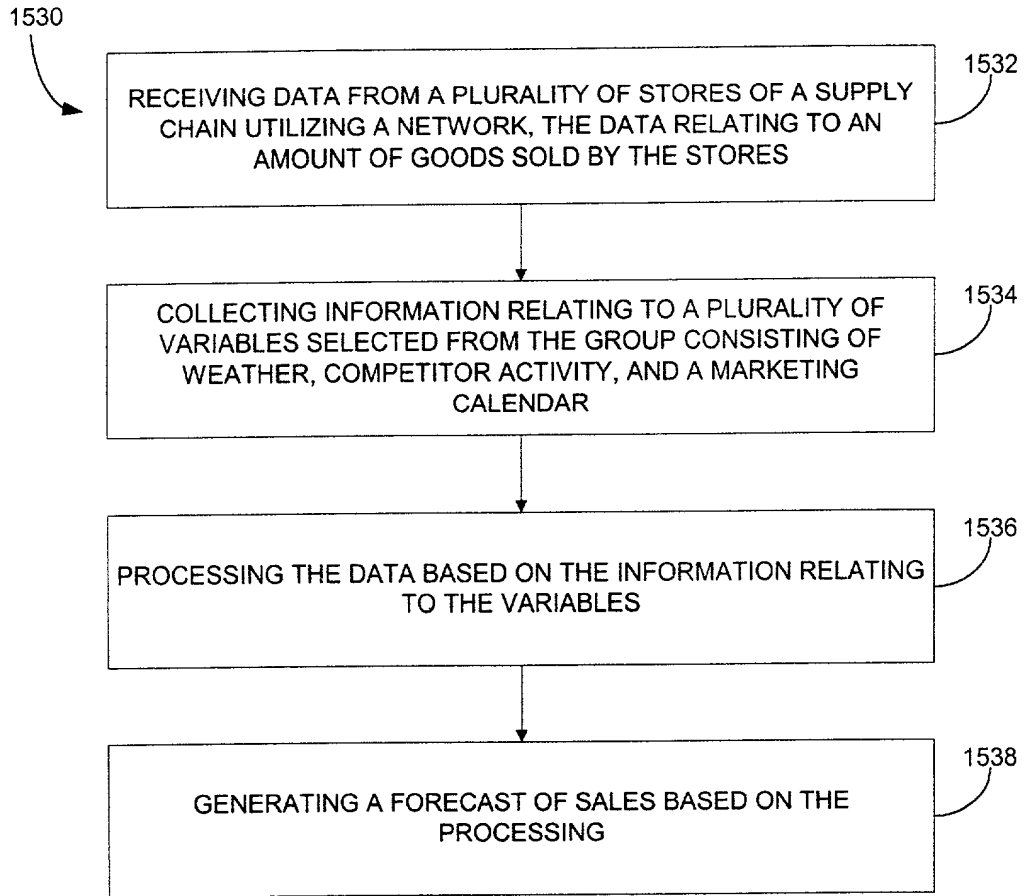 1530
1532
RECEIVING DATA FROM A PLURALITY OF STORES OF A SUPPLY
CHAIN UTILIZING A NETWORK, THE DATA RELATING TO AN
AMOUNT OF GOODS SOLD BY THE STORES
1534
COLLECTING INFORMATION RELATING TO A PLURALITY OF
VARIABLES SELECTED FROM THE GROUP CONSISTING OF
WEATHER, COMPETITOR ACTIVITY, AND A MARKETING
CALENDAR
1536
PROCESSING THE DATA BASED ON THE INFORMATION RELATING
TO THE VARIABLES
1538
GENERATING A FORECAST OF SALES BASED ON THE
PROCESSING